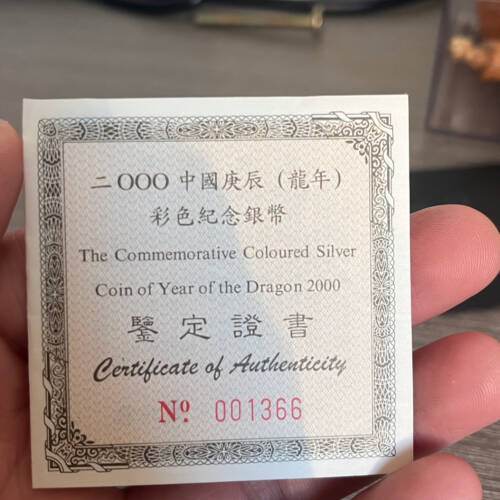 二OOO 中國庚辰（龍年）
彩色紀念銀幣
The Commemorative Coloured Silver
Coin of Year of the Dragon 2000
鑒定證書
Certificate of Authenticity
Nº 001366